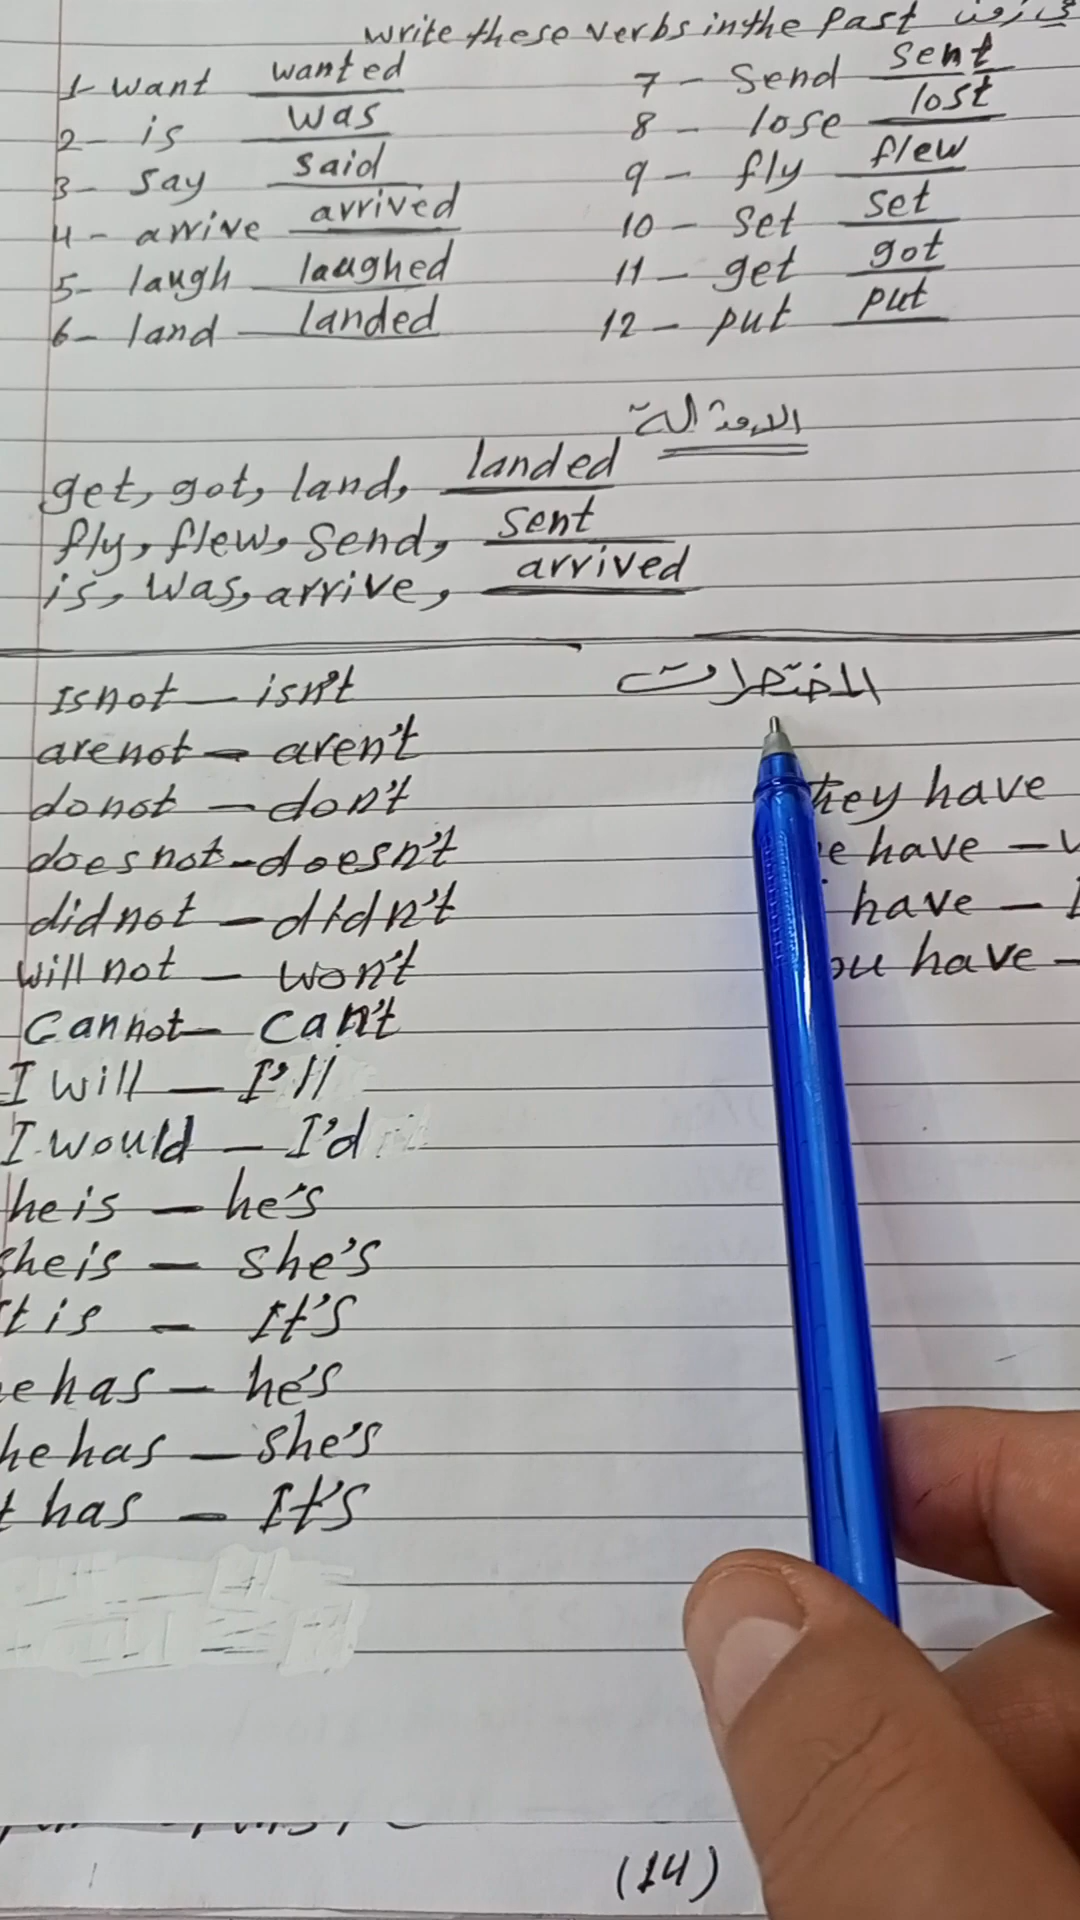 write these verbs in the past
1- want wanted
2- is was
3- say said
4- arrive arrived
5- laugh laughed
6- land landed
7- send sent
8- lose lost
9- fly flew
10- set set
11- get got
12- put put
الامثالة
get, got, land, landed
fly, flew, send, sent
is, was, arrive, arrived
المختصرات
Is not - isn't
are not - aren't
do not - don't
does not - doesn't
did not - didn't
will not - won't
Cannot - can't
I will - I'll
I would - I'd
he is - he's
she is - she's
t is - It's
e has - he's
he has - she's
t has - It's
they have
e have -
have - I
ou have -
(14)